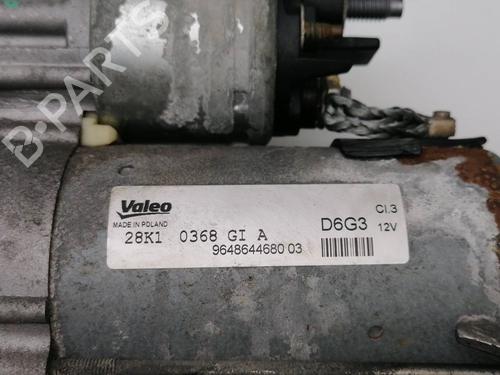 B-PARTS
Valeo
MADE IN POLAND
28K1 0368 GI A
9648644680 03
D6G3
Cl.3
12V